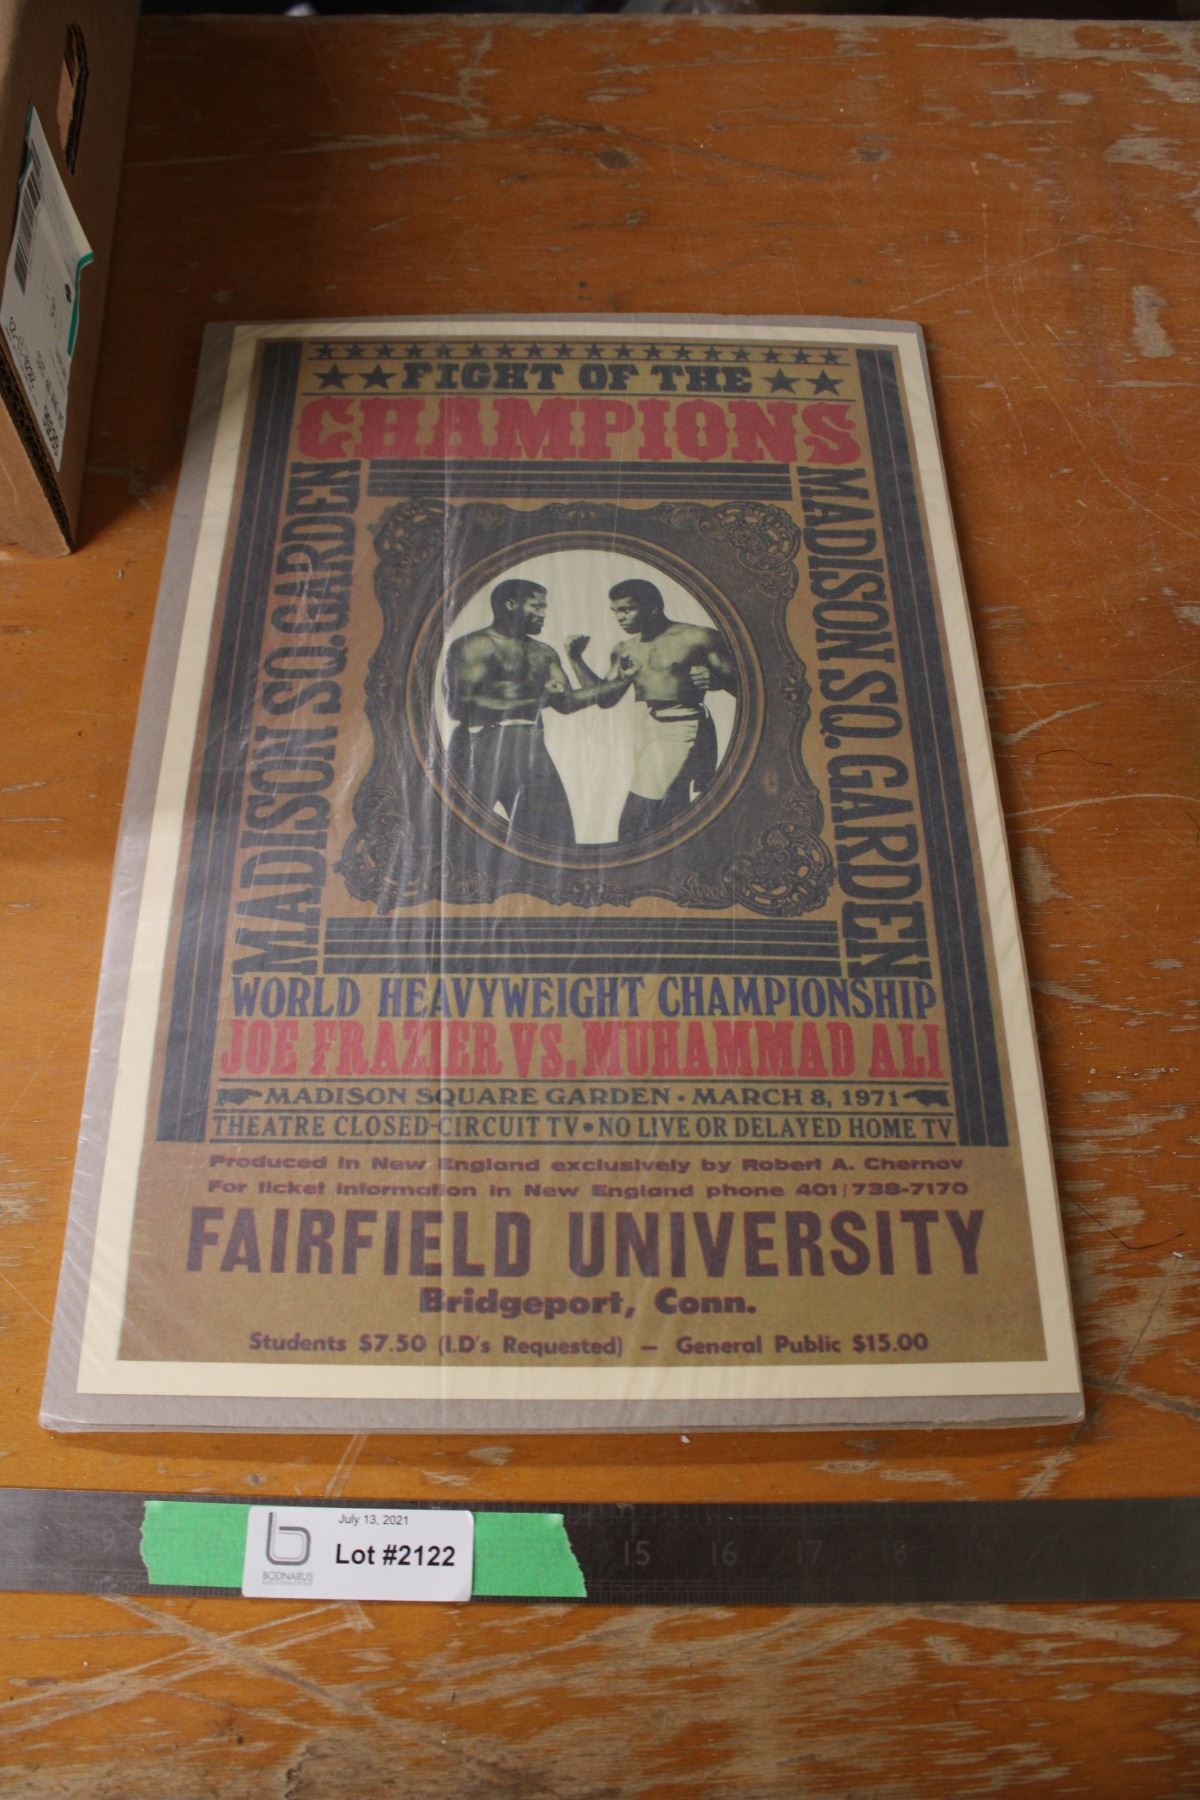 FIGHT OF THE
CHAMPIONS
MADISON SQ. GARDEN
MADISON SQ. GARDEN
WORLD HEAVYWEIGHT CHAMPIONSHIP
JOE FRAZIER VS. MUHAMMAD ALI
MADISON SQUARE GARDEN • MARCH 8, 1971
THEATRE CLOSED-CIRCUIT TV • NO LIVE OR DELAYED HOME TV
Produced in New England exclusively by Robert A. Chernov
For ticket information in New England phone 401/738-7170
FAIRFIELD UNIVERSITY
Bridgeport, Conn.
Students $7.50 (I.D's Requested) — General Public $15.00
15 16 17 18
July 13, 2021
Lot #2122
BODNARUS
AUCTIONEERING